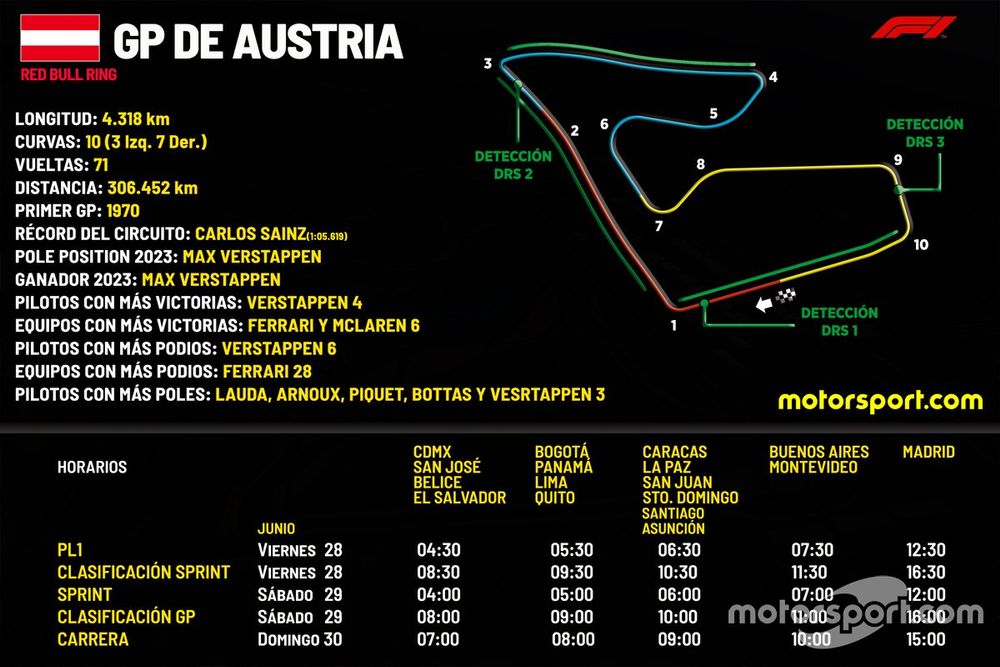 GP DE AUSTRIA
RED BULL RING
F1
LONGITUD: 4.318 km
CURVAS: 10 (3 Izq. 7 Der.)
VUELTAS: 71
DISTANCIA: 306.452 km
PRIMER GP: 1970
RÉCORD DEL CIRCUITO: CARLOS SAINZ(1:05.619)
POLE POSITION 2023: MAX VERSTAPPEN
GANADOR 2023: MAX VERSTAPPEN
PILOTOS CON MÁS VICTORIAS: VERSTAPPEN 4
EQUIPOS CON MÁS VICTORIAS: FERRARI Y MCLAREN 6
PILOTOS CON MÁS PODIOS: VERSTAPPEN 6
EQUIPOS CON MÁS PODIOS: FERRARI 28
PILOTOS CON MÁS POLES: LAUDA, ARNOUX, PIQUET, BOTTAS Y VESRTAPPEN 3
3
4
2
6
5
DETECCIÓN
DRS 2
DETECCIÓN
DRS 3
8
9
7
10
1
DETECCIÓN
DRS 1
motorsport.com
HORARIOS
JUNIO
CDMX
SAN JOSÉ
BELICE
EL SALVADOR
BOGOTÁ
PANAMÁ
LIMA
QUITO
CARACAS
LA PAZ
SAN JUAN
STO. DOMINGO
SANTIAGO
ASUNCIÓN
BUENOS AIRES
MONTEVIDEO
MADRID
PL1 VIERNES 28 04:30 05:30 06:30 07:30 12:30
CLASIFICACIÓN SPRINT VIERNES 28 08:30 09:30 10:30 11:30 16:30
SPRINT SÁBADO 29 04:00 05:00 06:00 07:00 12:00
CLASIFICACIÓN GP SÁBADO 29 08:00 09:00 10:00 11:00 16:00
CARRERA DOMINGO 30 07:00 08:00 09:00 10:00 15:00
motorsport.com